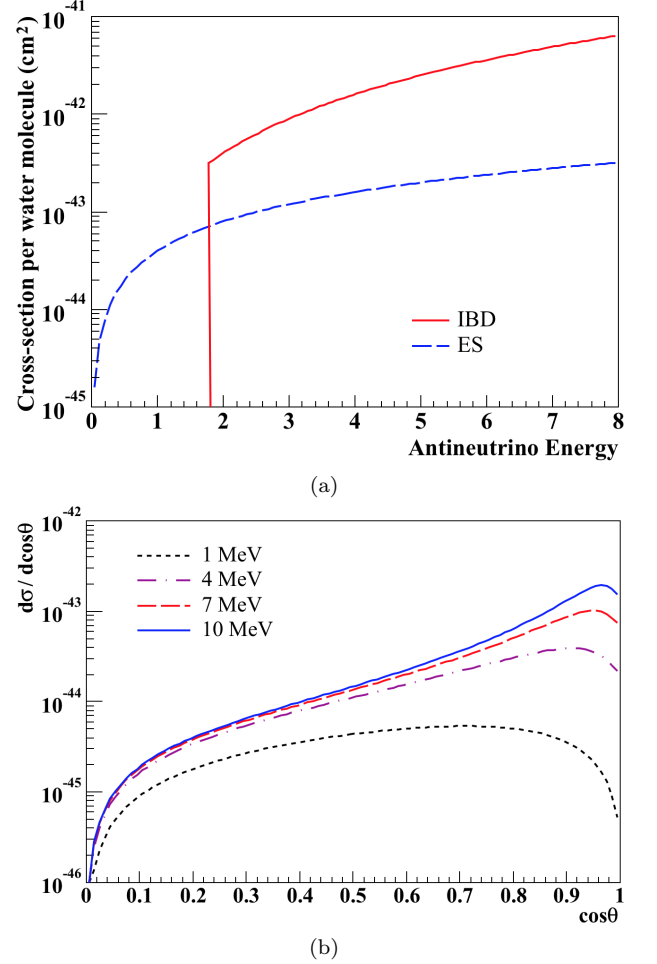 Cross-section per water molecule (cm²)
10⁻⁴¹
10⁻⁴²
10⁻⁴³
10⁻⁴⁴
10⁻⁴⁵
IBD
ES
0 1 2 3 4 5 6 7 8
Antineutrino Energy
(a)
dσ / dcosθ
10⁻⁴²
10⁻⁴³
10⁻⁴⁴
10⁻⁴⁵
10⁻⁴⁶
1 MeV
4 MeV
7 MeV
10 MeV
0 0.1 0.2 0.3 0.4 0.5 0.6 0.7 0.8 0.9 1
cosθ
(b)